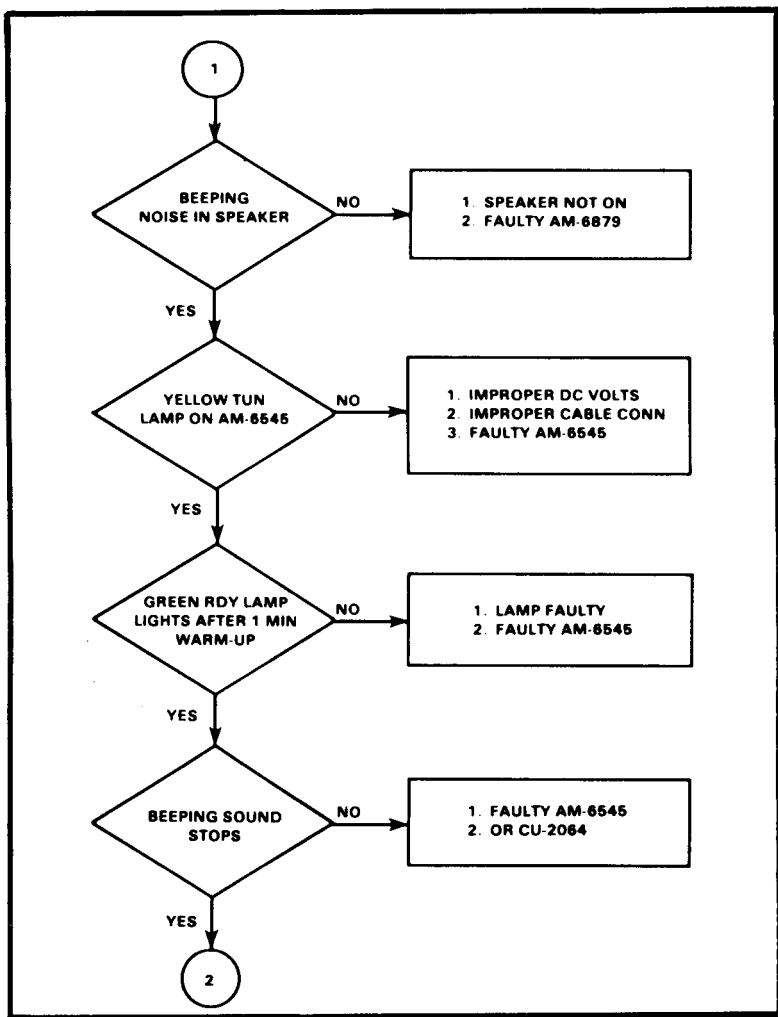 1
BEEPING
NOISE IN SPEAKER
NO
1. SPEAKER NOT ON
2. FAULTY AM-6879
YES
YELLOW TUN
LAMP ON AM-6545
NO
1. IMPROPER DC VOLTS
2. IMPROPER CABLE CONN
3. FAULTY AM-6545
YES
GREEN RDY LAMP
LIGHTS AFTER 1 MIN
WARM-UP
NO
1. LAMP FAULTY
2. FAULTY AM-6545
YES
BEEPING SOUND
STOPS
NO
1. FAULTY AM-6545
2. OR CU-2064
YES
2